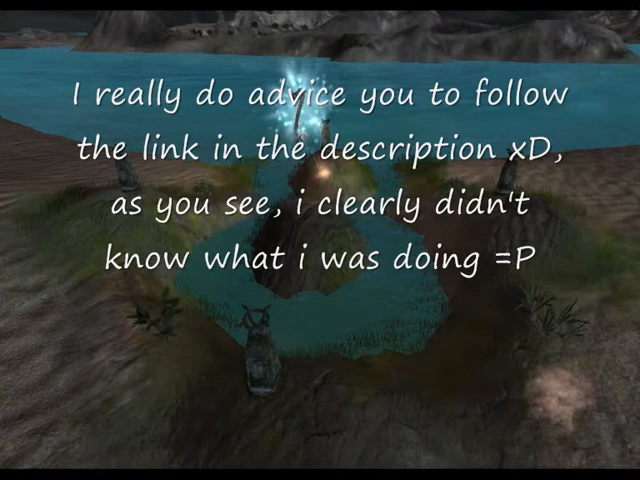 I really do advice you to follow
the link in the description xD,
as you see, i clearly didn't
know what i was doing =P